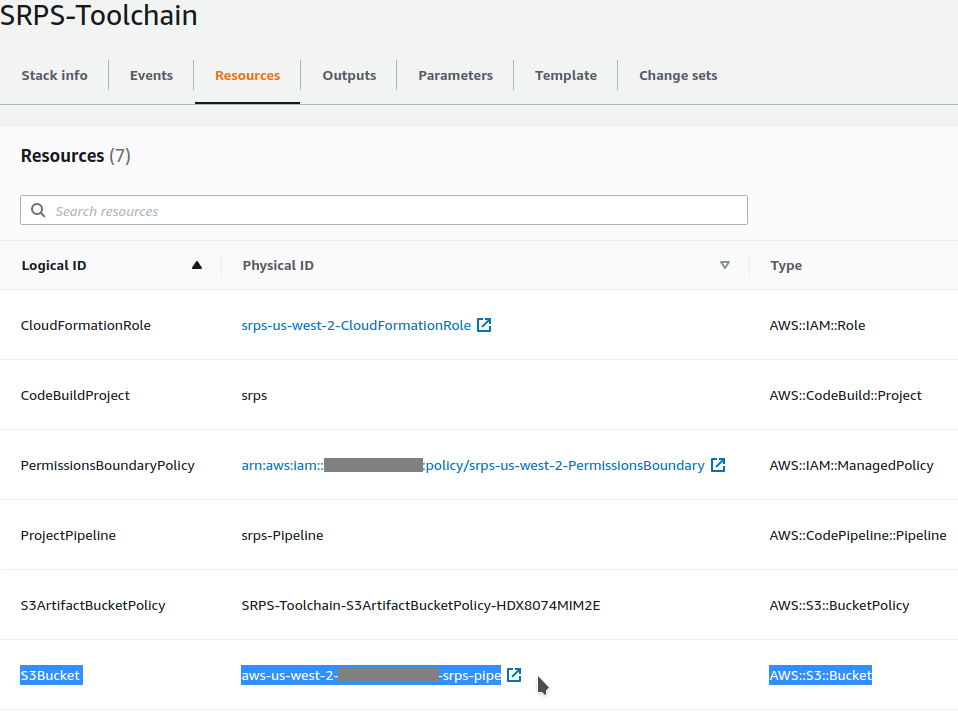 SRPS-Toolchain
Stack info Events Resources Outputs Parameters Template Change sets
Resources (7)
Search resources
Logical ID Physical ID Type
CloudFormationRole srps-us-west-2-CloudFormationRole AWS::IAM::Role
CodeBuildProject srps AWS::CodeBuild::Project
PermissionsBoundaryPolicy arn:aws:iam:: :policy/srps-us-west-2-PermissionsBoundary AWS::IAM::ManagedPolicy
ProjectPipeline srps-Pipeline AWS::CodePipeline::Pipeline
S3ArtifactBucketPolicy SRPS-Toolchain-S3ArtifactBucketPolicy-HDX8074MIM2E AWS::S3::BucketPolicy
S3Bucket aws-us-west-2- -srps-pipe AWS::S3::Bucket